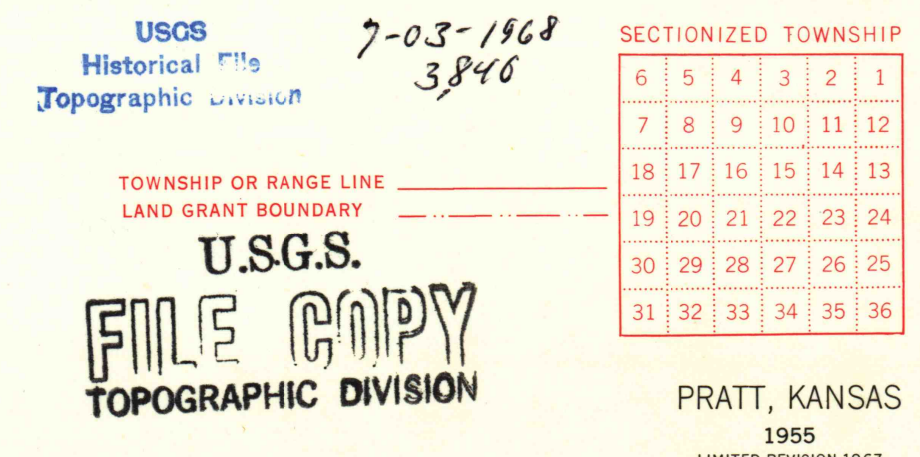 USGS
Historical File
Topographic Division
7-03-1968
3,846
SECTIONIZED TOWNSHIP
6 5 4 3 2 1
7 8 9 10 11 12
18 17 16 15 14 13
19 20 21 22 23 24
30 29 28 27 26 25
31 32 33 34 35 36
TOWNSHIP OR RANGE LINE
LAND GRANT BOUNDARY
U.S.G.S.
FILE COPY
TOPOGRAPHIC DIVISION
PRATT, KANSAS
1955
LIMITED REVISION 1967